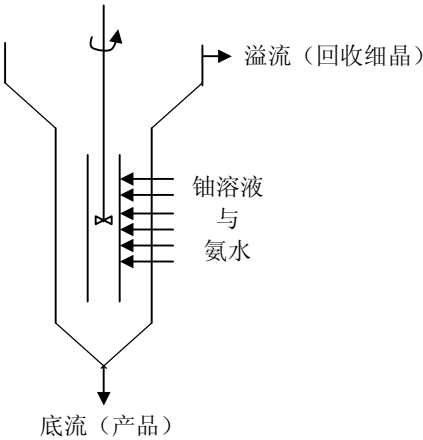 溢流（回收细晶）
铀溶液
与
氨水
底流（产品）